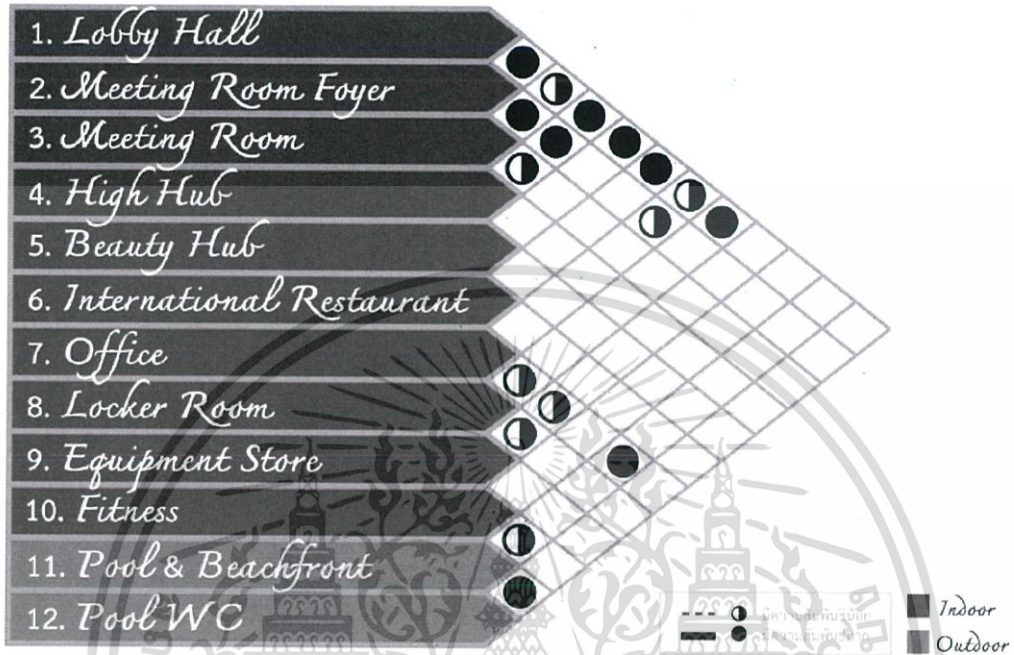 1. Lobby Hall
2. Meeting Room Foyer
3. Meeting Room
4. High Hub
5. Beauty Hub
6. International Restaurant
7. Office
8. Locker Room
9. Equipment Store
10. Fitness
11. Pool & Beachfront
12. Pool WC
Indoor
Outdoor